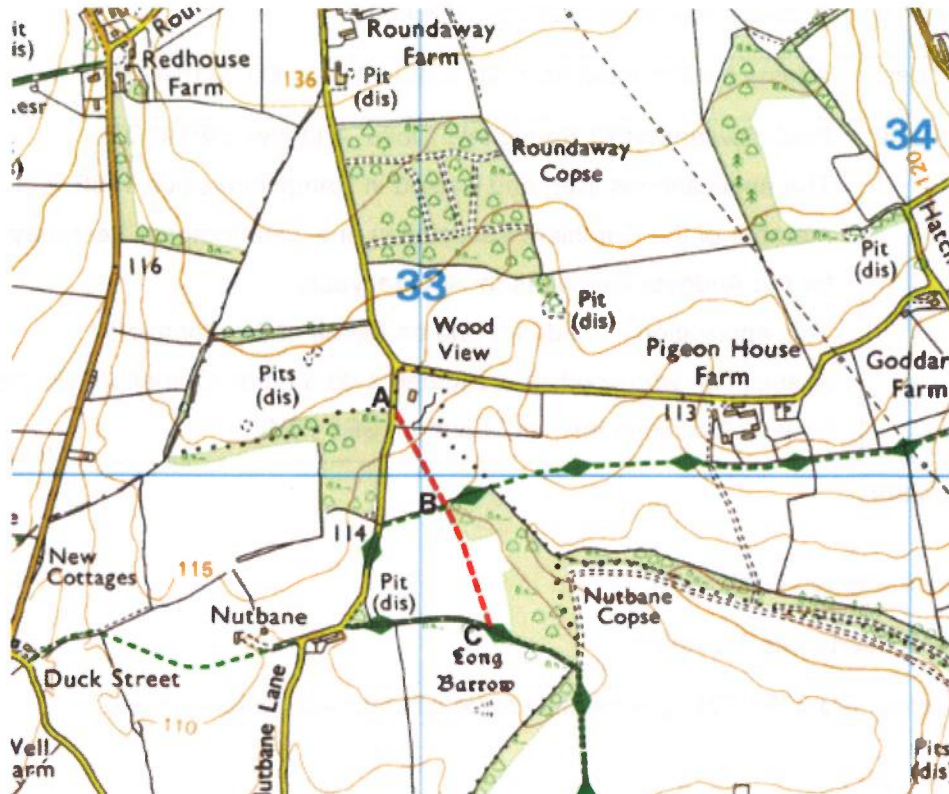 Redhouse
Farm
136
Pit
(dis)
Roundaway
Farm
Roundaway
Copse
34
120
Pit
(dis)
116
33
Pit
(dis)
Wood
View
Pits
(dis)
Pigeon House
Farm
113
Farm
A
B
114
New
Cottages
115
Nutbane
Pit
(dis)
C
Long
Barrow
Nutbane
Copse
Duck Street
110
Lane
Pits